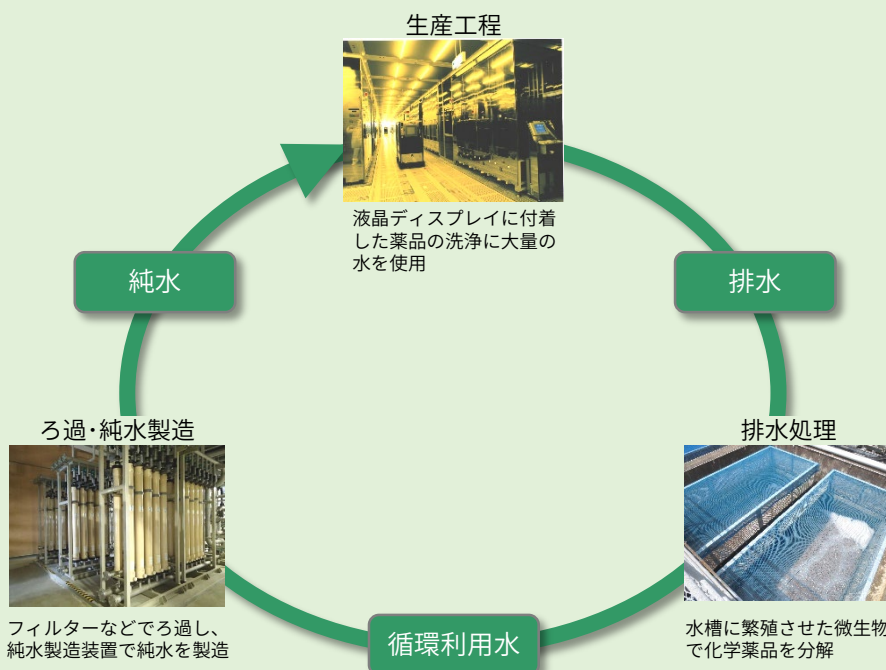 生産工程
液晶ディスプレイに付着
した薬品の洗浄に大量の
水を使用
純水
排水
ろ過・純水製造
排水処理
フィルターなどでろ過し、
純水製造装置で純水を製造
循環利用水
水槽に繁殖させた微生物
で化学薬品を分解